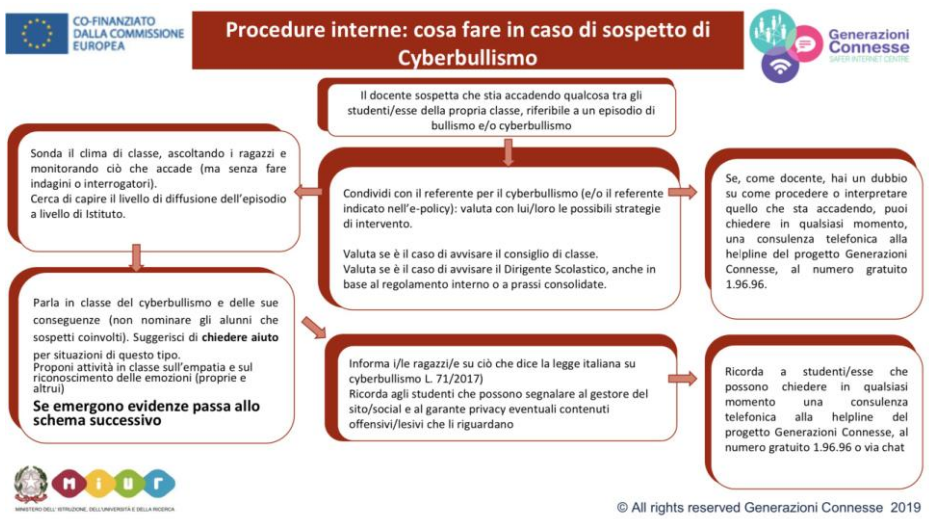 CO-FINANZIATO
DALLA COMMISSIONE
EUROPEA
Procedure interne: cosa fare in caso di sospetto di
Cyberbullismo
Generazioni
Connesse
SAFER INTERNET CENTRE
Il docente sospetta che stia accadendo qualcosa tra gli
studenti/esse della propria classe, riferibile a un episodio di
bullismo e/o cyberbullismo
Sonda il clima di classe, ascoltando i ragazzi e
monitorando ciò che accade (ma senza fare
indagini o interrogatori).
Cerca di capire il livello di diffusione dell'episodio
a livello di Istituto.
Condividi con il referente per il cyberbullismo (e/o il referente
indicato nell'e-policy): valuta con lui/loro le possibili strategie
di intervento.
Valuta se è il caso di avvisare il consiglio di classe.
Valuta se è il caso di avvisare il Dirigente Scolastico, anche in
base al regolamento interno o a prassi consolidate.
Se, come docente, hai un dubbio
su come procedere o interpretare
quello che sta accadendo, puoi
chiedere in qualsiasi momento,
una consulenza telefonica alla
helpline del progetto Generazioni
Connesse, al numero gratuito
1.96.96.
Parla in classe del cyberbullismo e delle sue
conseguenze (non nominare gli alunni che
sospetti coinvolti). Suggerisci di chiedere aiuto
per situazioni di questo tipo.
Proponi attività in classe sull'empatia e sul
riconoscimento delle emozioni (proprie e
altrui)
Se emergono evidenze passa allo
schema successivo
Informa i/le ragazzi/e su ciò che dice la legge italiana su
cyberbullismo L. 71/2017)
Ricorda agli studenti che possono segnalare al gestore del
sito/social e al garante privacy eventuali contenuti
offensivi/lesivi che li riguardano
Ricorda a studenti/esse che
possono chiedere in qualsiasi
momento una consulenza
telefonica alla helpline del
progetto Generazioni Connesse, al
numero gratuito 1.96.96 o via chat
miur
MINISTERO DELL' ISTRUZIONE, DELL'UNIVERSITÀ E DELLA RICERCA
© All rights reserved Generazioni Connesse 2019